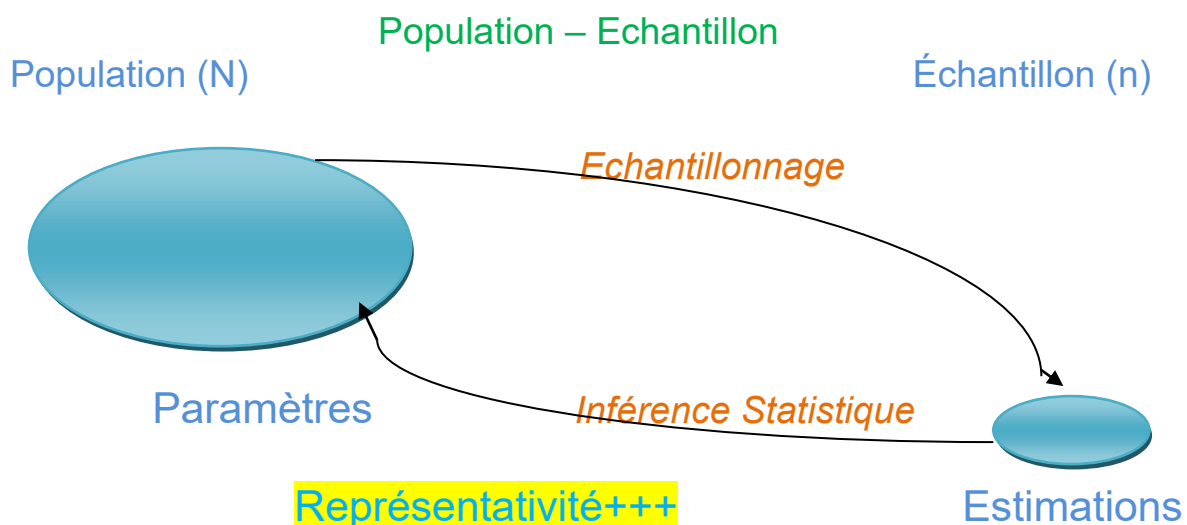 Population – Echantillon
Population (N)
Échantillon (n)
Echantillonnage
Paramètres
Inférence Statistique
Représentativité+++
Estimations